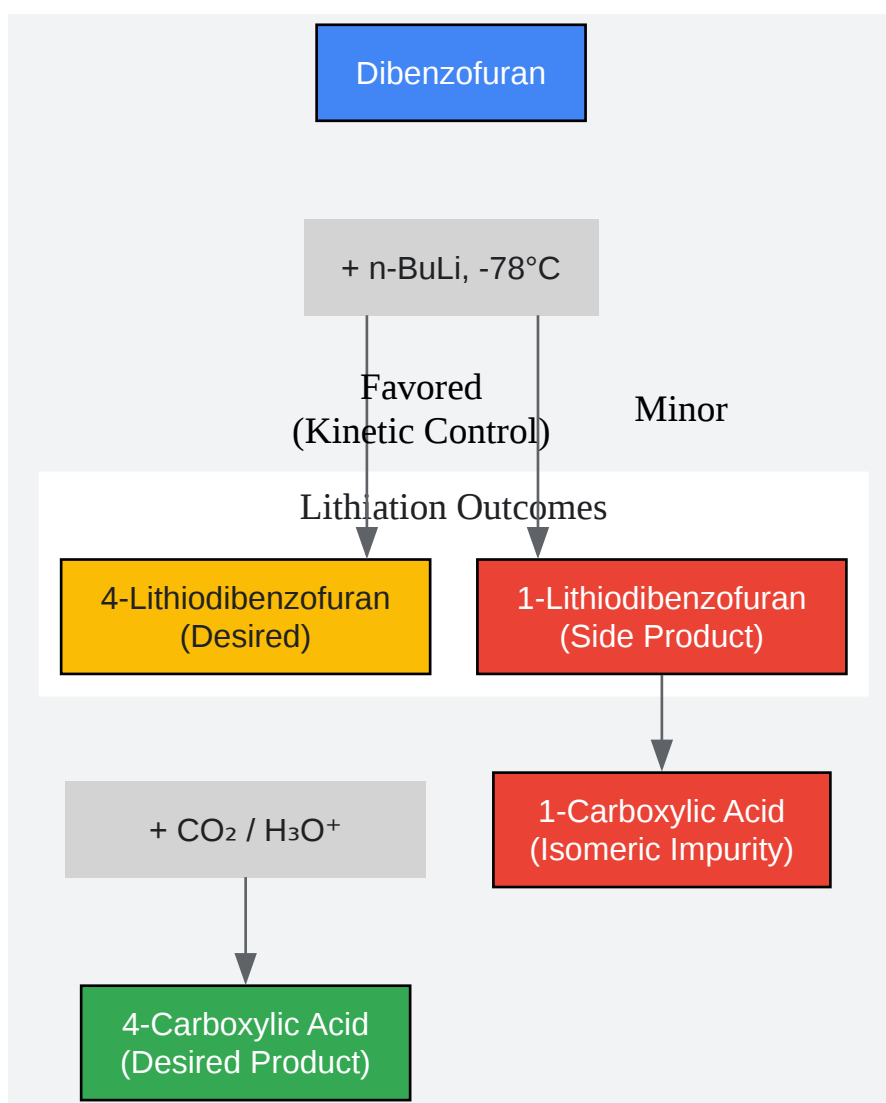 Dibenzofuran
+ n-BuLi, -78°C
Favored
(Kinetic Control)
Minor
Lithiation Outcomes
4-Lithiodibenzofuran
(Desired)
1-Lithiodibenzofuran
(Side Product)
+ CO₂ / H₃O⁺
1-Carboxylic Acid
(Isomeric Impurity)
4-Carboxylic Acid
(Desired Product)